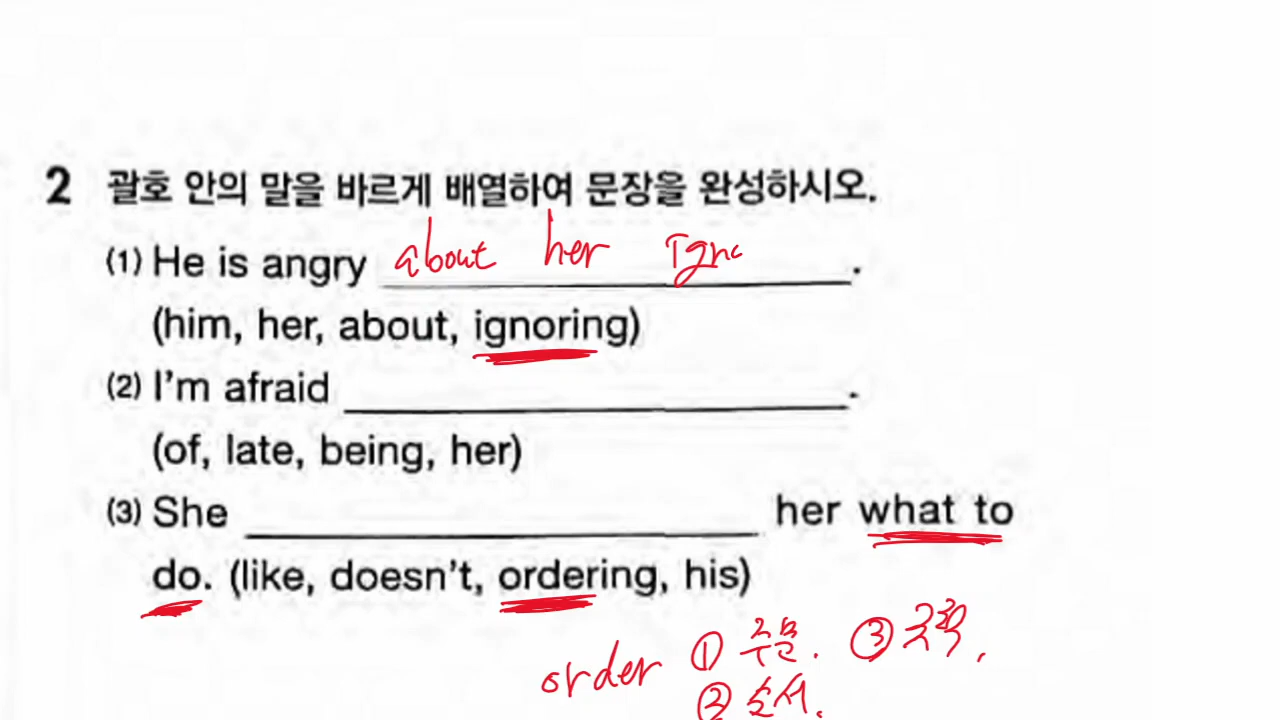 2 괄호 안의 말을 바르게 배열하여 문장을 완성하시오.
(1) He is angry about her igno.
(him, her, about, ignoring)
(2) I'm afraid .
(of, late, being, her)
(3) She her what to
do. (like, doesn't, ordering, his)
order ① 주문. ③
② 순서.